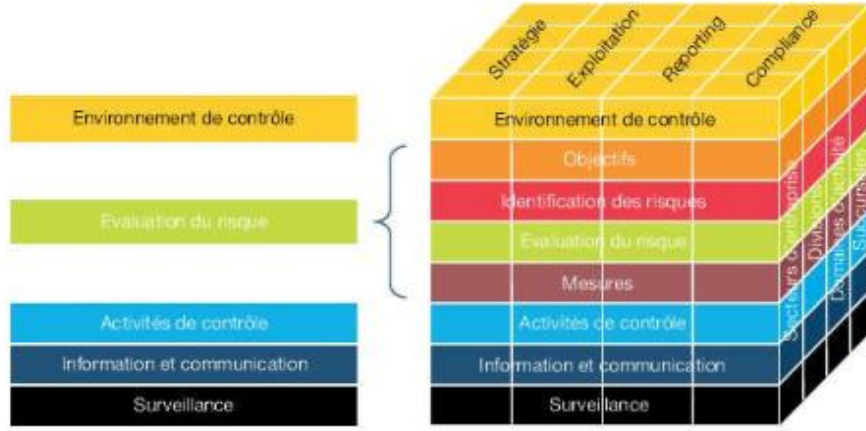 Environnement de contrôle
Evaluation du risque
Activités de contrôle
Information et communication
Surveillance
Stratégie
Exploitation
Reporting
Compliance
Environnement de contrôle
Objectifs
Identification des risques
Evaluation du risque
Mesures
Activités de contrôle
Information et communication
Surveillance
Secteurs d'entreprise
Divisions
Domaines d'activité